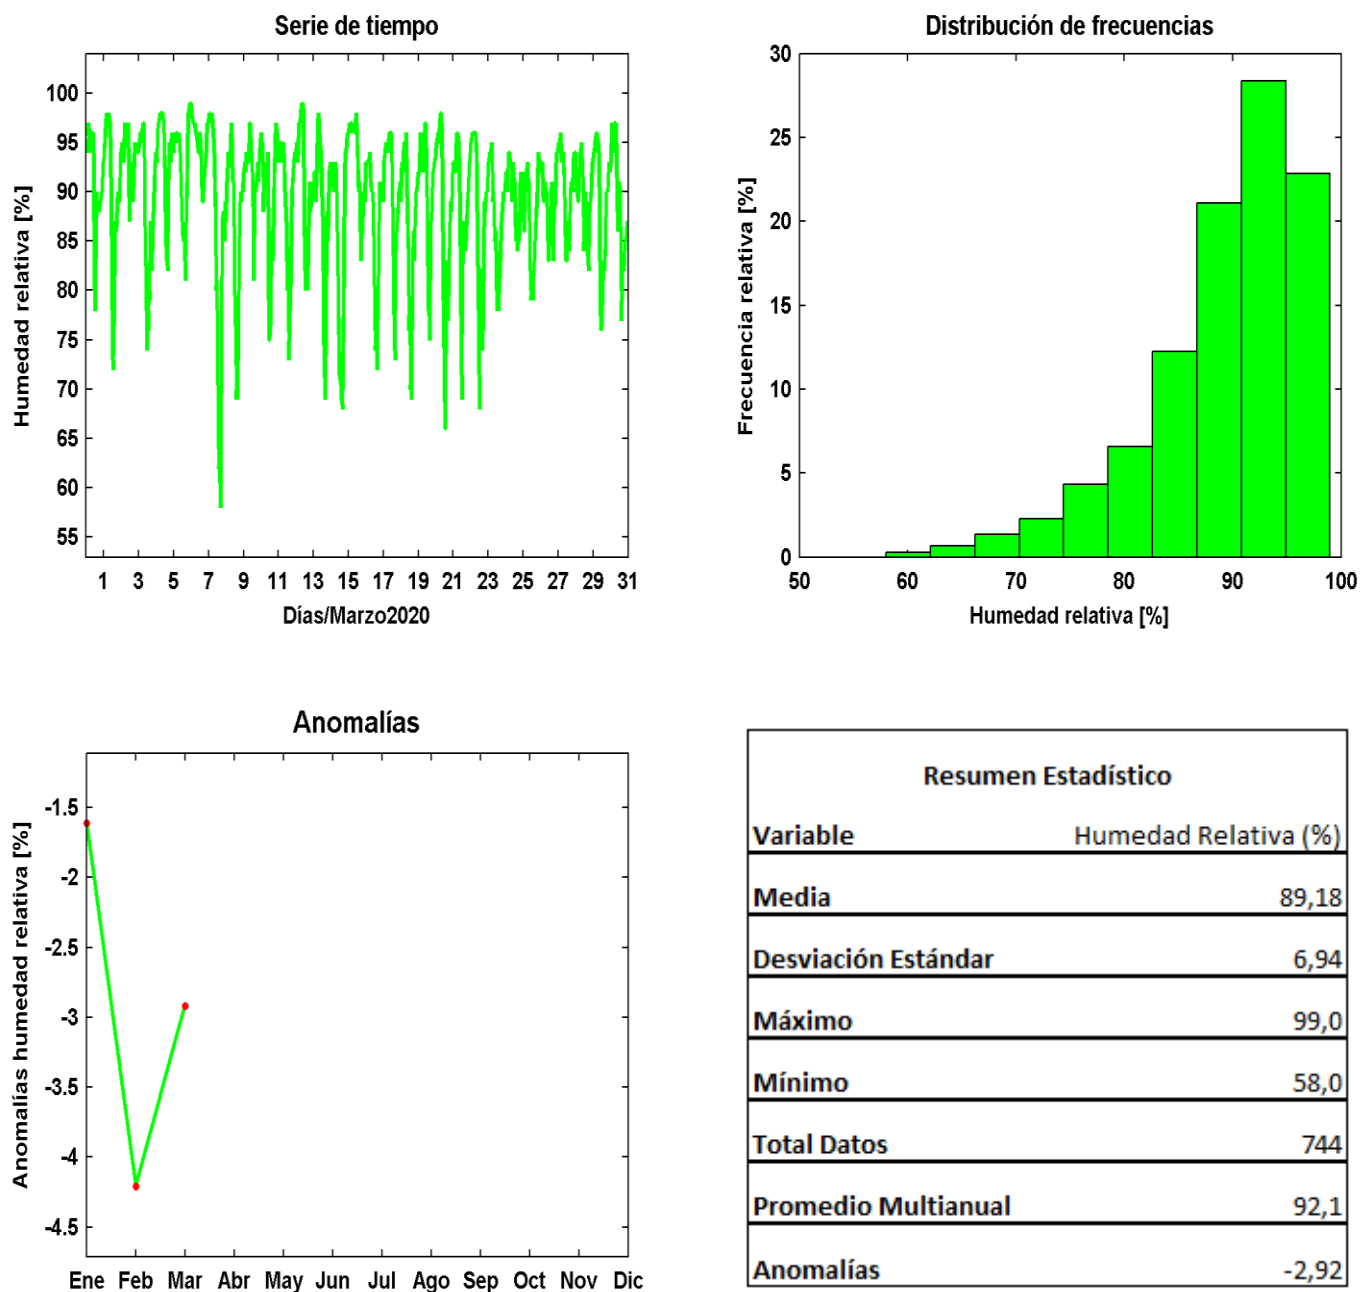 Serie de tiempo
Humedad relativa [%]
100
95
90
85
80
75
70
65
60
55
1 3 5 7 9 11 13 15 17 19 21 23 25 27 29 31
Días/Marzo2020
Distribución de frecuencias
Frecuencia relativa [%]
30
25
20
15
10
5
0
50 60 70 80 90 100
Humedad relativa [%]
Anomalías
Anomalías humedad relativa [%]
-1.5
-2
-2.5
-3
-3.5
-4
-4.5
Ene Feb Mar Abr May Jun Jul Ago Sep Oct Nov Dic
Resumen Estadístico
Variable Humedad Relativa (%)
Media 89,18
Desviación Estándar 6,94
Máximo 99,0
Mínimo 58,0
Total Datos 744
Promedio Multianual 92,1
Anomalías -2,92